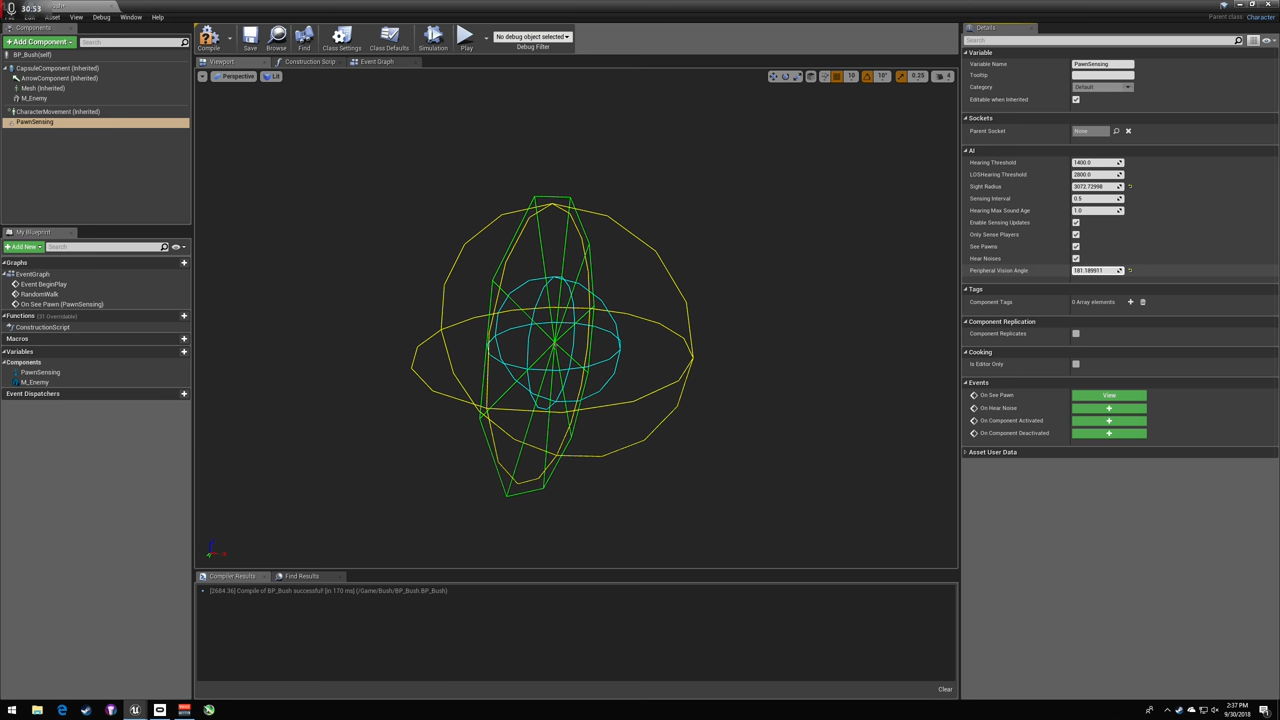 30:53
Asset View Debug Window Help
Parent class: Character
Components
+Add Component Search
BP_Bush(self)
CapsuleComponent (Inherited)
ArrowComponent (Inherited)
Mesh (Inherited)
M_Enemy
CharacterMovement (Inherited)
PawnSensing
My Blueprint
+Add New Search
Graphs
EventGraph
Event BeginPlay
RandomWalk
On See Pawn (PawnSensing)
Functions (31 Overridable)
ConstructionScript
Macros
Variables
Components
PawnSensing
M_Enemy
Event Dispatchers
Compile Save Browse Find Class Settings Class Defaults Simulation Play
No debug object selected
Debug Filter
Viewport Construction Scrip Event Graph
Perspective Lit
10 10° 0.25 4
Compiler Results Find Results
[2684.36] Compile of BP_Bush successful! [in 170 ms] (/Game/Bush/BP_Bush.BP_Bush)
Clear
Details
Search
Variable
Variable Name PawnSensing
Tooltip
Category Default
Editable when Inherited
Sockets
Parent Socket None
AI
Hearing Threshold 1400.0
LOSHearing Threshold 2800.0
Sight Radius 3072.72998
Sensing Interval 0.5
Hearing Max Sound Age 1.0
Enable Sensing Updates
Only Sense Players
See Pawns
Hear Noises
Peripheral Vision Angle 181.189911
Tags
Component Tags 0 Array elements
Component Replication
Component Replicates
Cooking
Is Editor Only
Events
On See Pawn View
On Hear Noise
On Component Activated
On Component Deactivated
Asset User Data
2:37 PM
9/30/2018